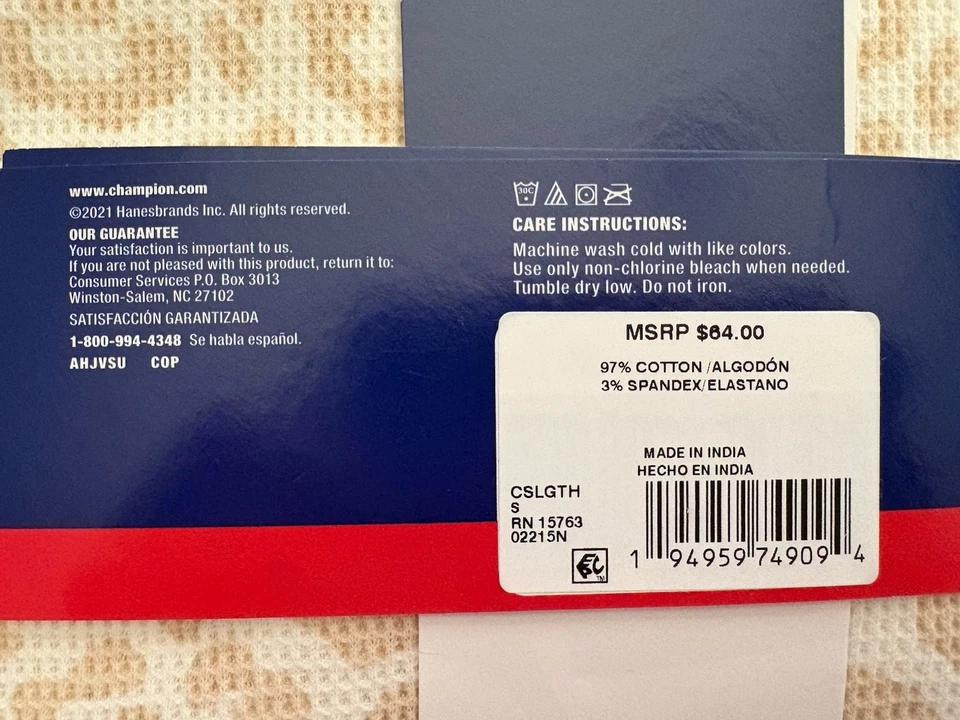 www.champion.com
©2021 Hanesbrands Inc. All rights reserved.
OUR GUARANTEE
Your satisfaction is important to us.
If you are not pleased with this product, return it to:
Consumer Services P.O. Box 3013
Winston-Salem, NC 27102
SATISFACCIÓN GARANTIZADA
1-800-994-4348 Se habla español.
AHJVSU COP
30C
CARE INSTRUCTIONS:
Machine wash cold with like colors.
Use only non-chlorine bleach when needed.
Tumble dry low. Do not iron.
MSRP $64.00
97% COTTON /ALGODÓN
3% SPANDEX/ELASTANO
MADE IN INDIA
HECHO EN INDIA
CSLGTH
S
RN 15763
02215N
EPC TM
1 94959 74909 4